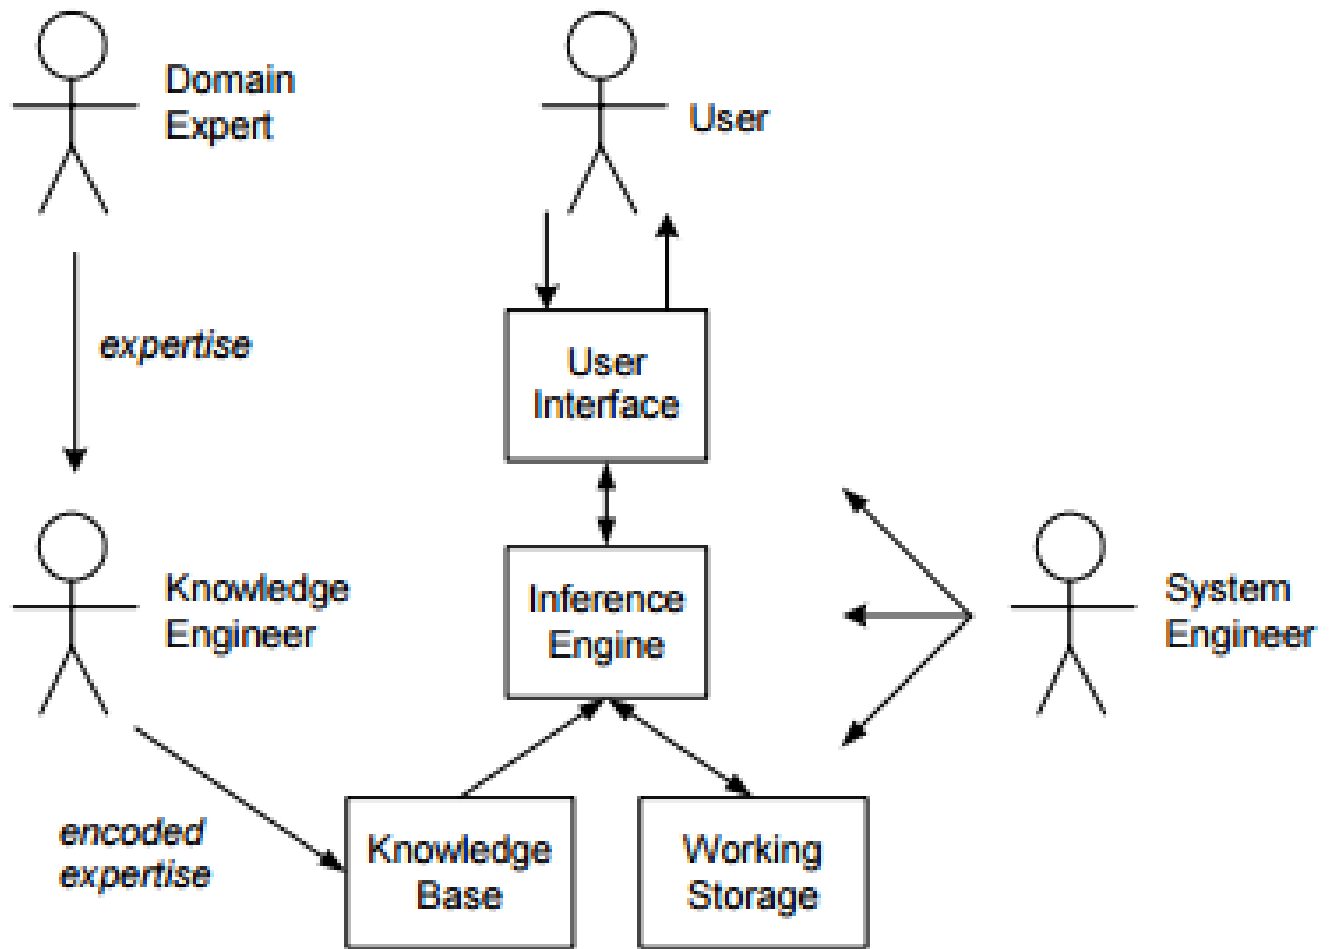 Domain
Expert
User
expertise
User
Interface
Knowledge
Engineer
Inference
Engine
System
Engineer
encoded
expertise
Knowledge
Base
Working
Storage